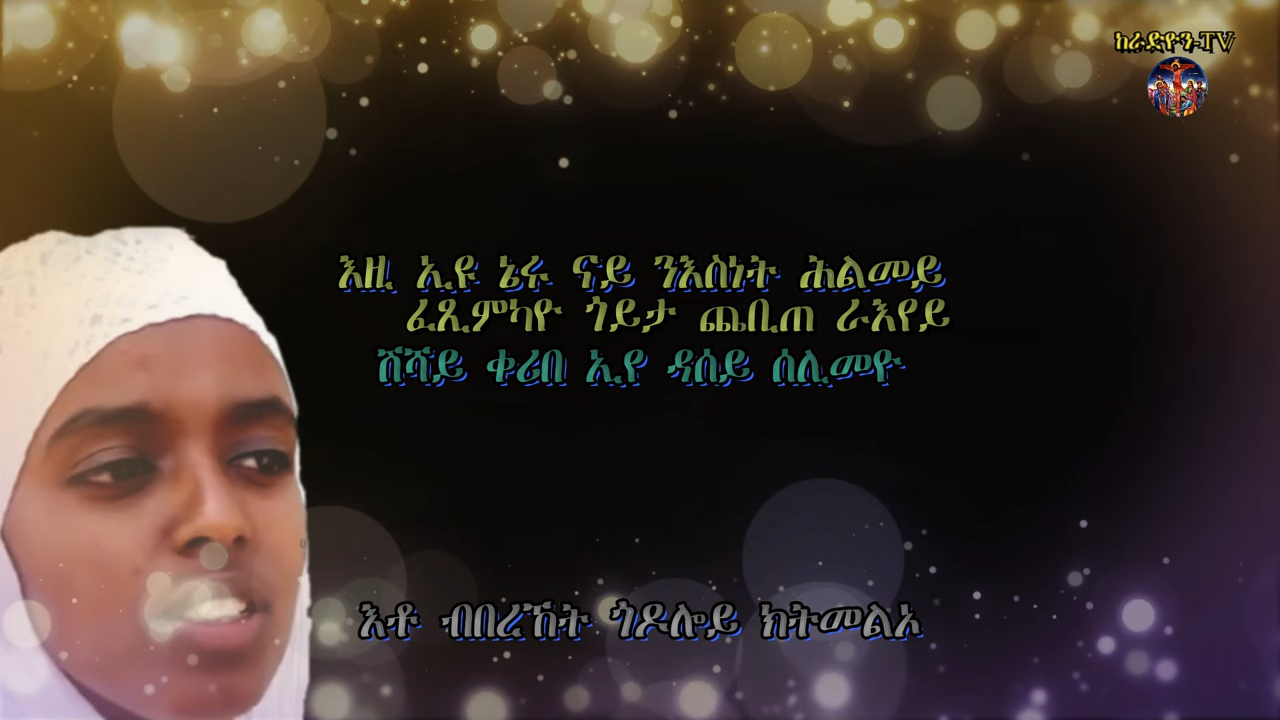 ከራድዮን-TV
እዚ ኢዩ ኔሩ ናይ ንእስነት ሕልመይ
ፈጺምካዮ ጎይታ ጨቢጠ ራእየይ
ሸሻይ ቀሪበ ኢየ ዳሰይ ሰሊመዮ
እቶ ብበረኸት ጎዶሎይ ክትመልኦ